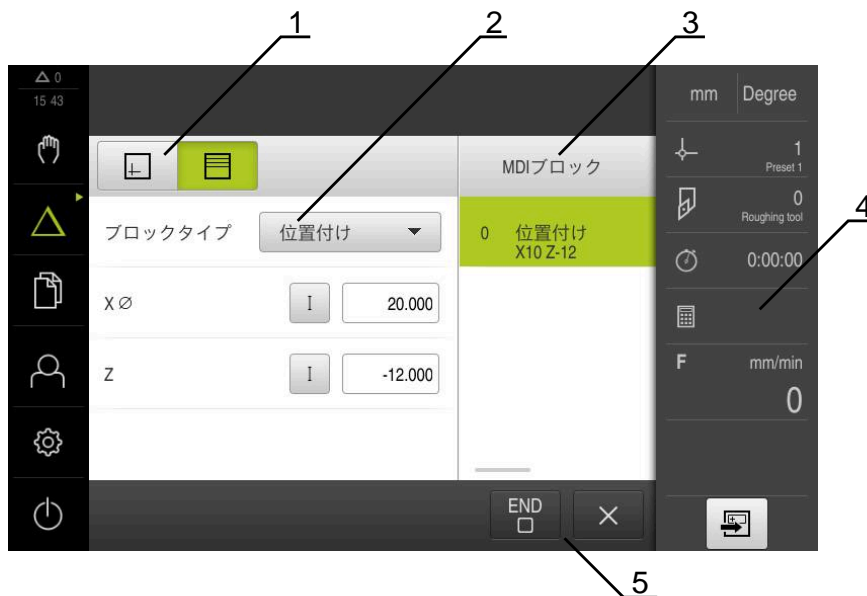 1
2
3
△ 0
15 43
mm
Degree
MDIブロック
1
Preset 1
ブロックタイプ
位置付け
0 位置付け
X10 Z-12
0
Roughing tool
4
0:00:00
X ∅
I
20.000
Z
I
-12.000
F
mm/min
0
END
5